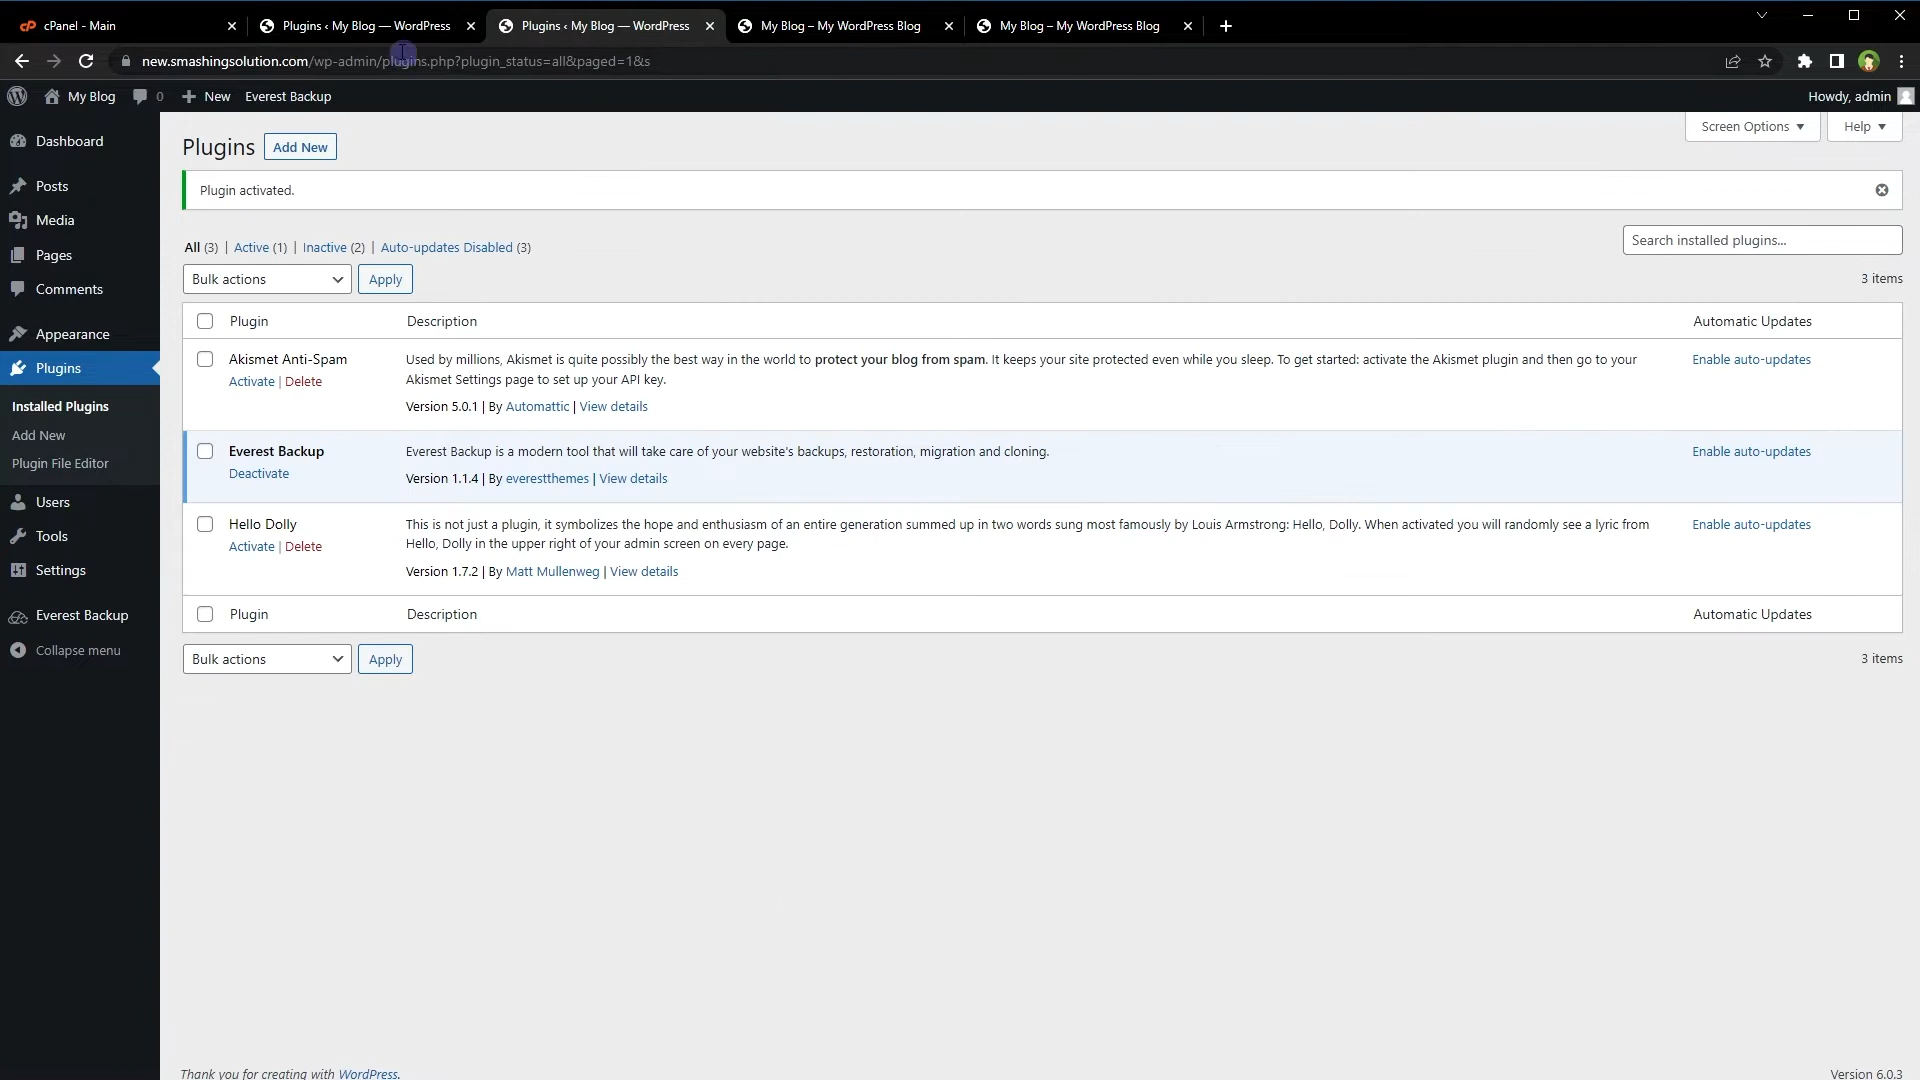 cPanel - Main
Plugins ‹ My Blog — WordPress
Plugins ‹ My Blog — WordPress
My Blog – My WordPress Blog
My Blog – My WordPress Blog
new.smashingsolution.com/wp-admin/plugins.php?plugin_status=all&paged=1&s
My Blog
0
New
Everest Backup
Howdy, admin
Dashboard
Posts
Media
Pages
Comments
Appearance
Plugins
Installed Plugins
Add New
Plugin File Editor
Users
Tools
Settings
Everest Backup
Collapse menu
Screen Options
Help
Plugins
Add New
Plugin activated.
All (3) | Active (1) | Inactive (2) | Auto-updates Disabled (3)
Search installed plugins...
Bulk actions
Apply
3 items
Plugin Description Automatic Updates
Akismet Anti-Spam
Activate | Delete
Used by millions, Akismet is quite possibly the best way in the world to protect your blog from spam. It keeps your site protected even while you sleep. To get started: activate the Akismet plugin and then go to your
Akismet Settings page to set up your API key.
Version 5.0.1 | By Automattic | View details
Enable auto-updates
Everest Backup
Deactivate
Everest Backup is a modern tool that will take care of your website's backups, restoration, migration and cloning.
Version 1.1.4 | By everestthemes | View details
Enable auto-updates
Hello Dolly
Activate | Delete
This is not just a plugin, it symbolizes the hope and enthusiasm of an entire generation summed up in two words sung most famously by Louis Armstrong: Hello, Dolly. When activated you will randomly see a lyric from
Hello, Dolly in the upper right of your admin screen on every page.
Version 1.7.2 | By Matt Mullenweg | View details
Enable auto-updates
Plugin Description Automatic Updates
Bulk actions
Apply
3 items
Thank you for creating with WordPress.
Version 6.0.3